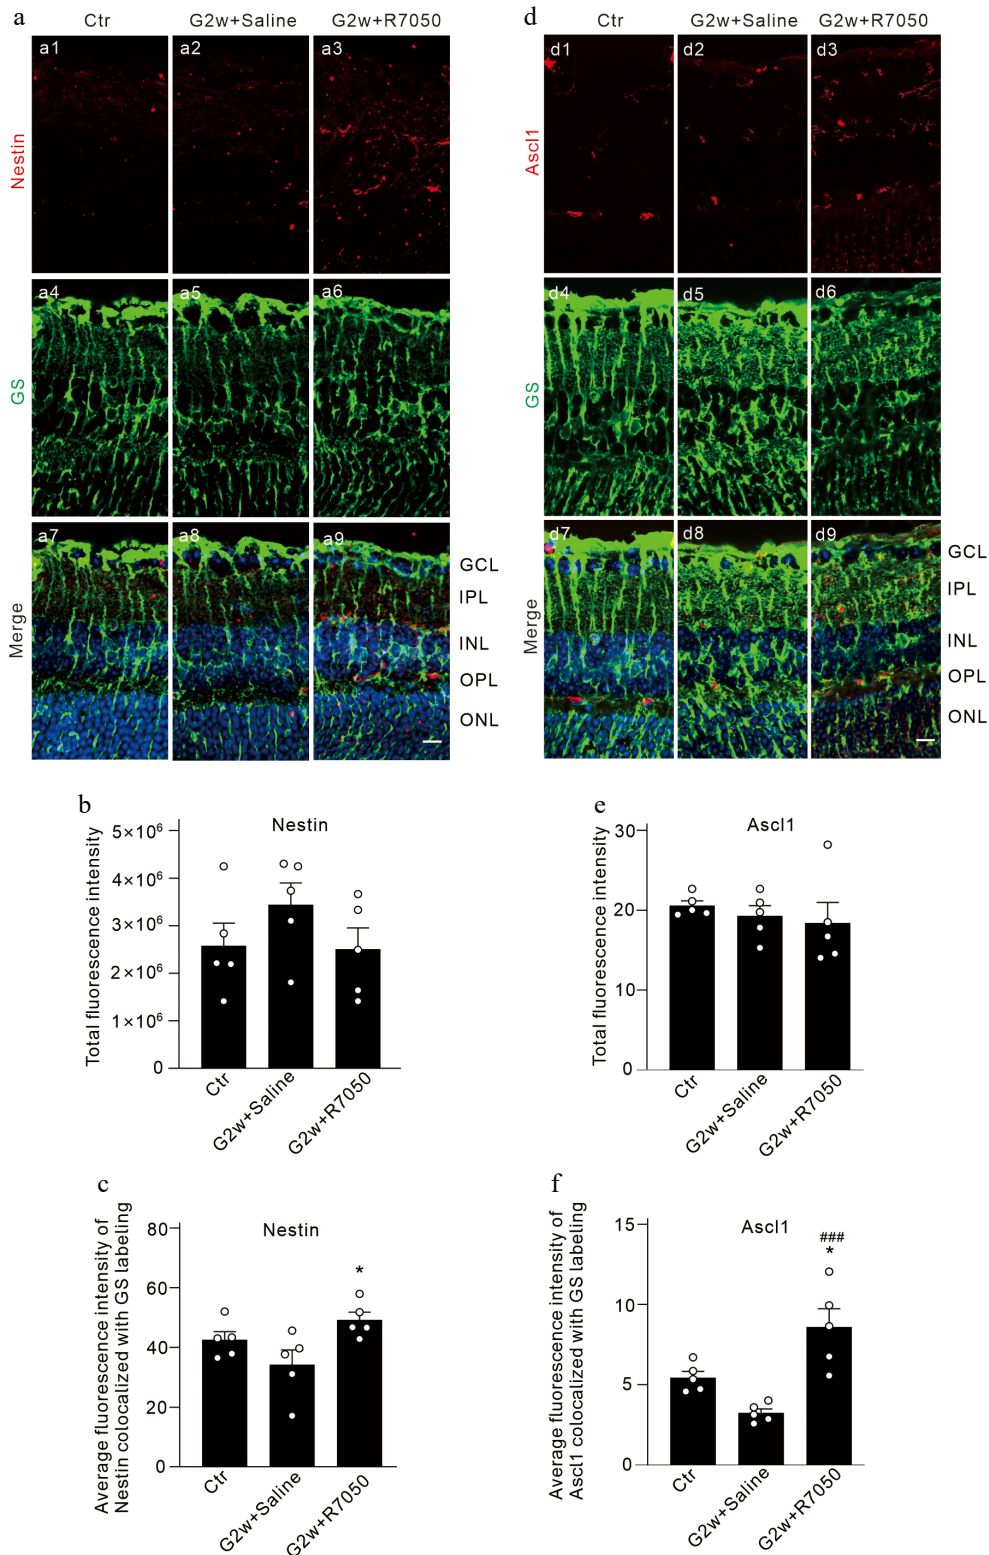 a
Ctr
G2w+Saline
G2w+R7050
a1
a2
a3
Nestin
a4
a5
a6
GS
a7
a8
a9
Merge
GCL
IPL
INL
OPL
ONL
d
Ctr
G2w+Saline
G2w+R7050
d1
d2
d3
Ascl1
d4
d5
d6
GS
d7
d8
d9
Merge
GCL
IPL
INL
OPL
ONL
b
Nestin
Total fluorescence intensity
5×10⁶
4×10⁶
3×10⁶
2×10⁶
1×10⁶
0
Ctr
G2w+Saline
G2w+R7050
e
Ascl1
Total fluorescence intensity
30
20
10
0
Ctr
G2w+Saline
G2w+R7050
c
Nestin
Average fluorescence intensity of
Nestin colocalized with GS labeling
80
60
40
20
0
*
Ctr
G2w+Saline
G2w+R7050
f
Ascl1
Average fluorescence intensity of
Ascl1 colocalized with GS labeling
15
10
5
0
###
*
Ctr
G2w+Saline
G2w+R7050